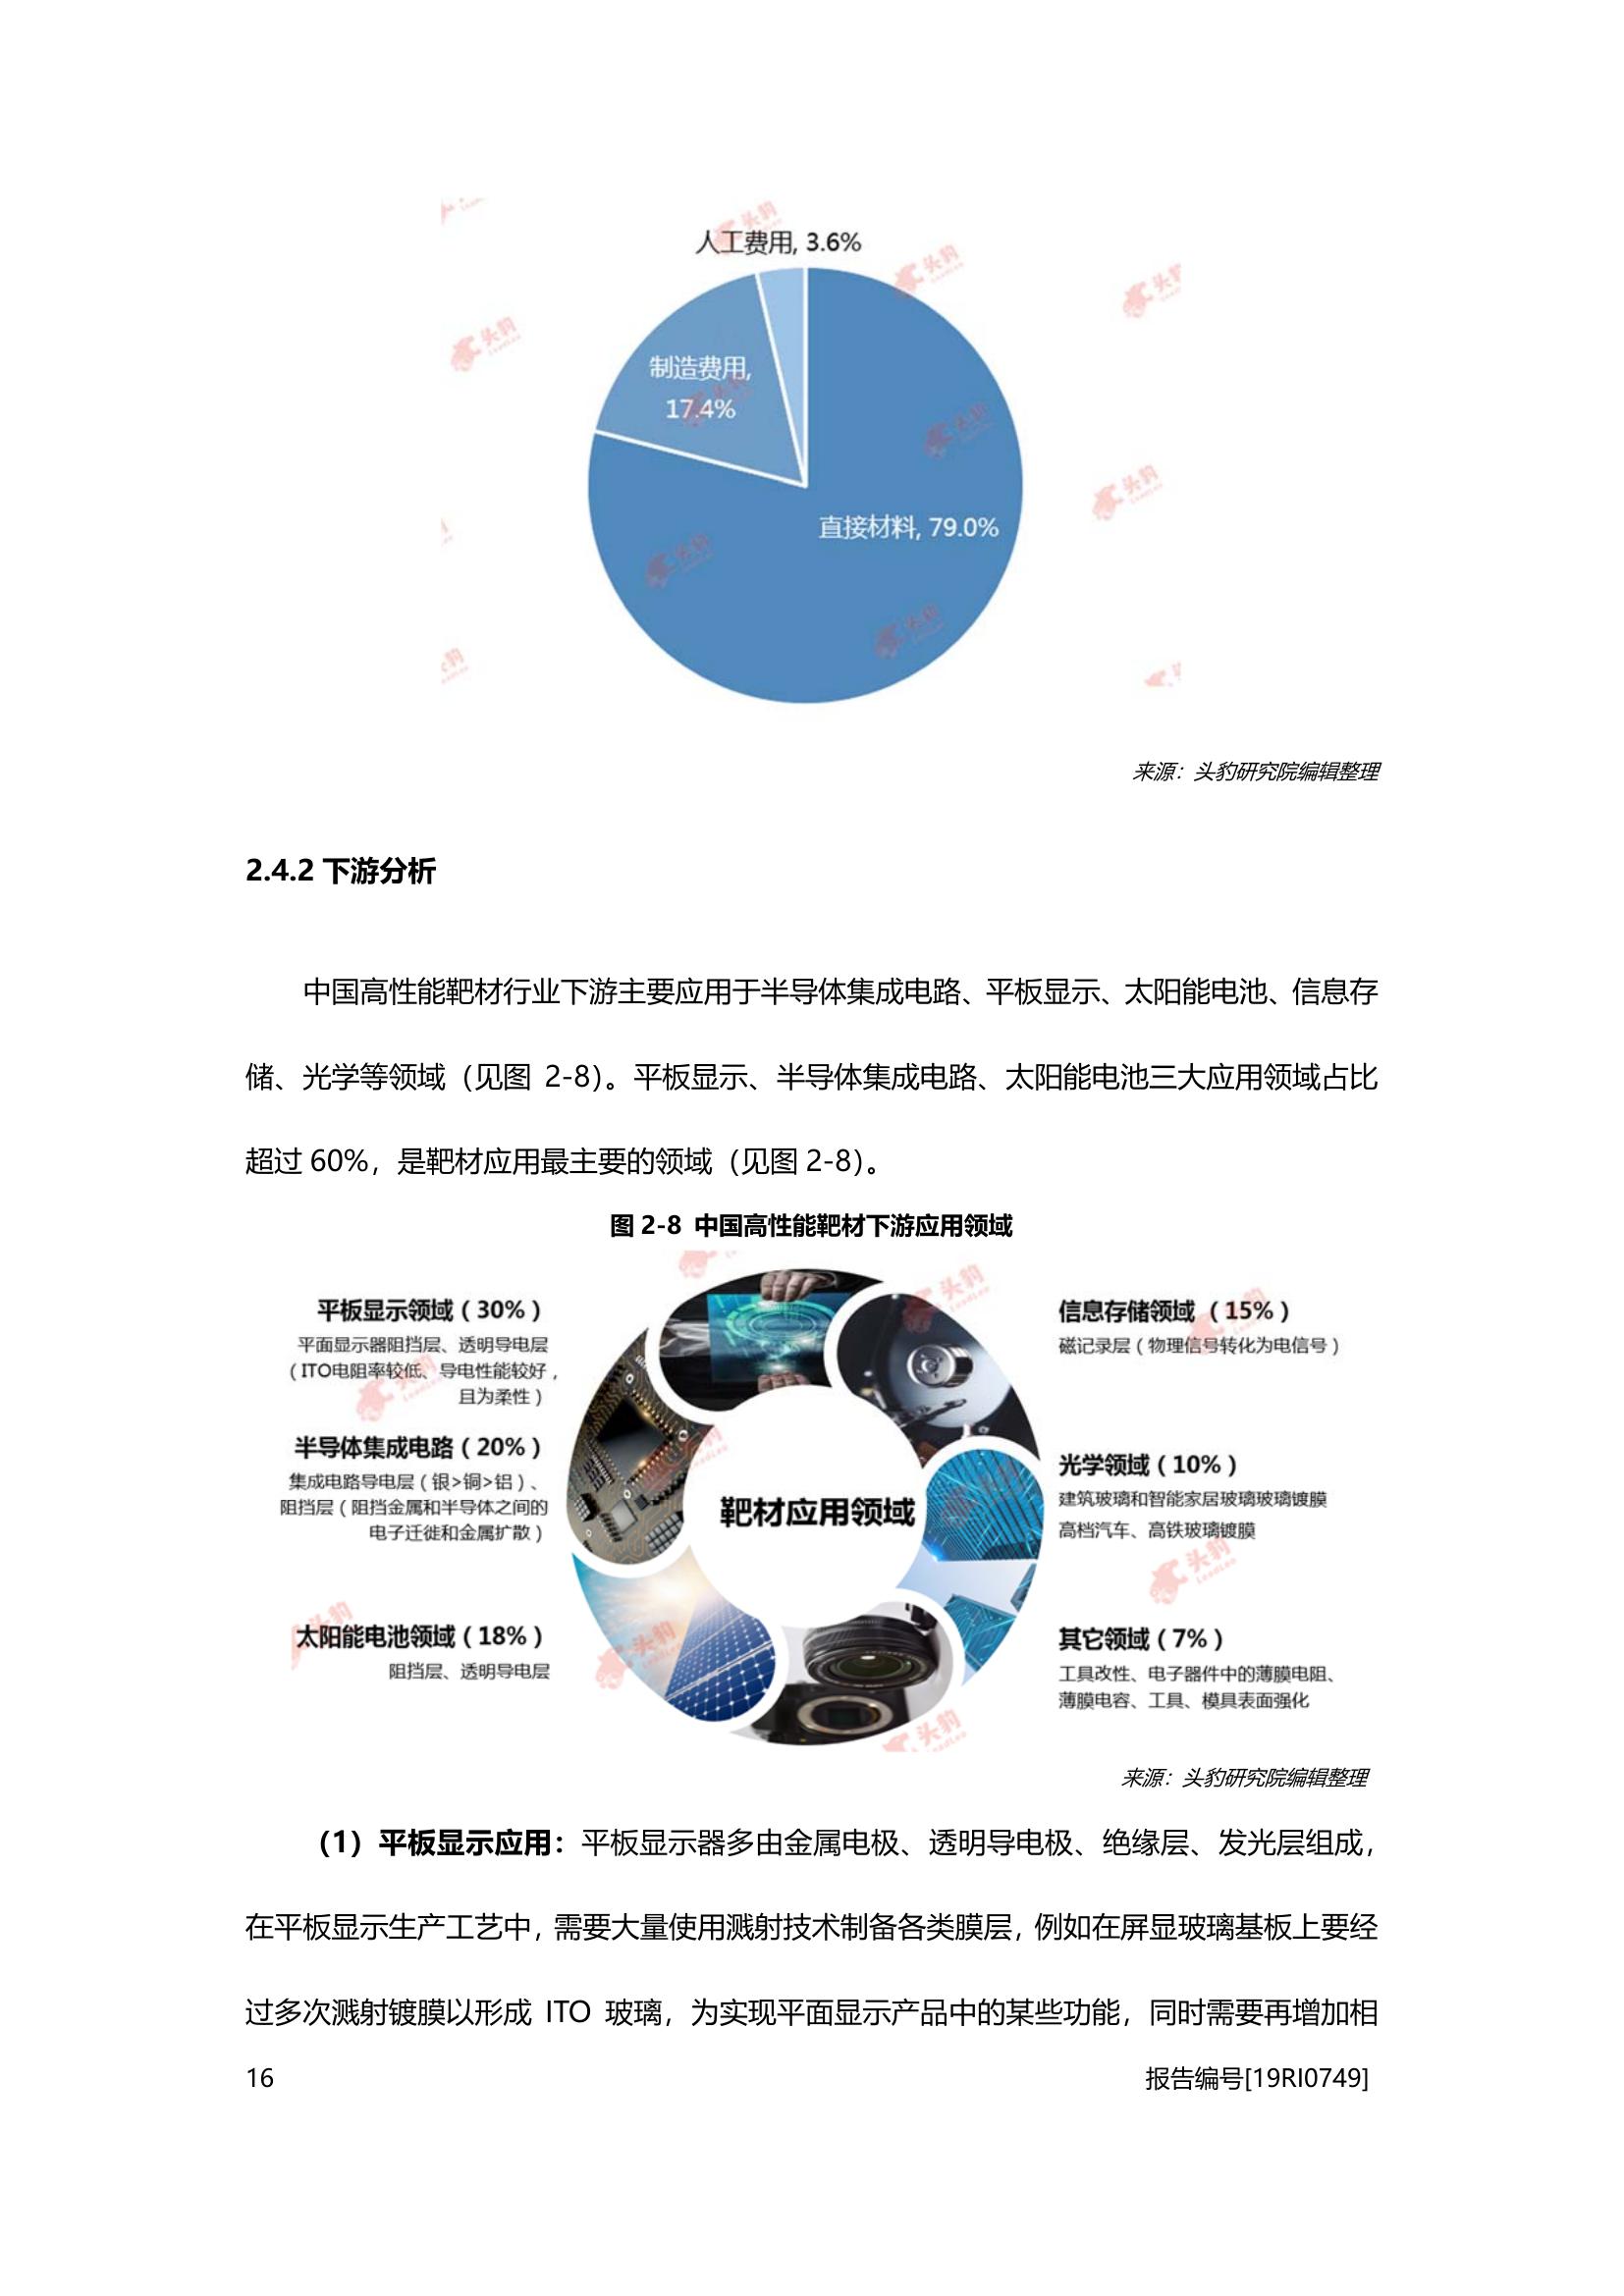 人工费用, 3.6%
制造费用,
17.4%
直接材料, 79.0%
来源：头豹研究院编辑整理
2.4.2 下游分析
中国高性能靶材行业下游主要应用于半导体集成电路、平板显示、太阳能电池、信息存
储、光学等领域（见图 2-8）。平板显示、半导体集成电路、太阳能电池三大应用领域占比
超过 60%，是靶材应用最主要的领域（见图 2-8）。
图 2-8 中国高性能靶材下游应用领域
平板显示领域（30%）
平面显示器阻挡层、透明导电层
（ITO电阻率较低、导电性能较好，
且为柔性）
半导体集成电路（20%）
集成电路导电层（银>铜>铝）、
阻挡层（阻挡金属和半导体之间的
电子迁徙和金属扩散）
太阳能电池领域（18%）
阻挡层、透明导电层
靶材应用领域
信息存储领域 （15%）
磁记录层（物理信号转化为电信号）
光学领域（10%）
建筑玻璃和智能家居玻璃玻璃镀膜
高档汽车、高铁玻璃镀膜
其它领域（7%）
工具改性、电子器件中的薄膜电阻、
薄膜电容、工具、模具表面强化
来源：头豹研究院编辑整理
（1）平板显示应用：平板显示器多由金属电极、透明导电极、绝缘层、发光层组成，
在平板显示生产工艺中，需要大量使用溅射技术制备各类膜层，例如在屏显玻璃基板上要经
过多次溅射镀膜以形成 ITO 玻璃，为实现平面显示产品中的某些功能，同时需要再增加相
16
报告编号[19RI0749]
头豹
LeadLeo